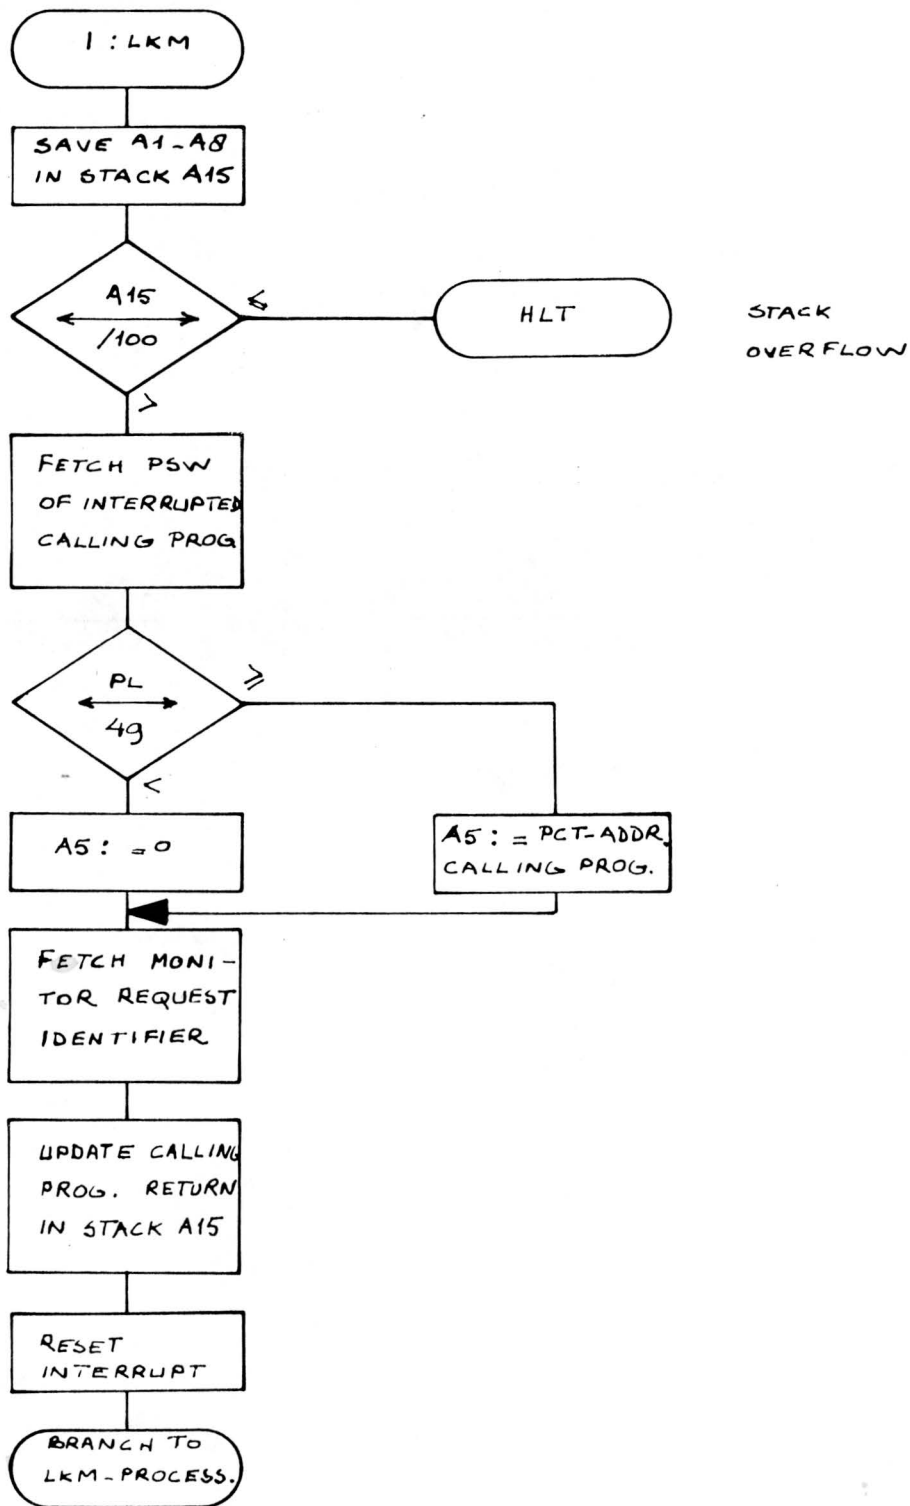 I : LKM
SAVE A1-A8
IN STACK A15
A15
/100
≤
HLT
STACK
OVERFLOW
>
FETCH PSW
OF INTERRUPTED
CALLING PROG
PL
49
≥
<
A5 : = 0
A5 : = PCT-ADDR.
CALLING PROG.
FETCH MONI-
TOR REQUEST
IDENTIFIER
UPDATE CALLING
PROG. RETURN
IN STACK A15
RESET
INTERRUPT
BRANCH TO
LKM-PROCESS.